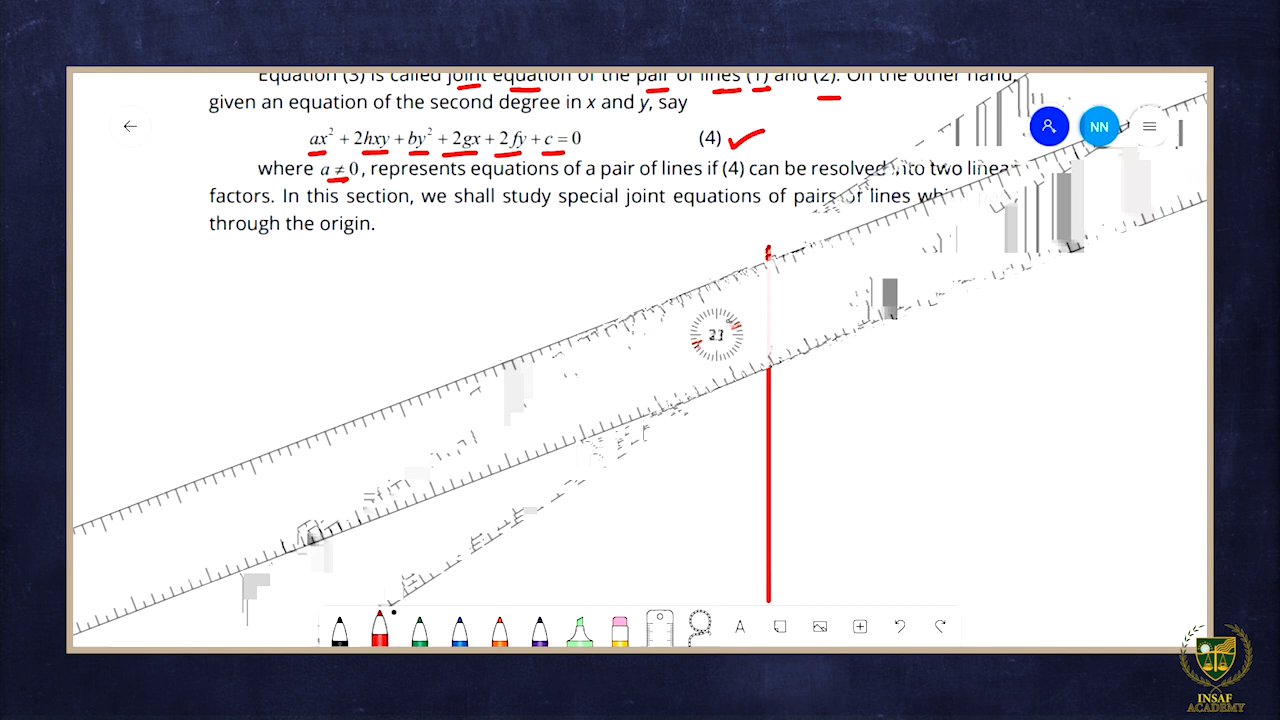 Equation (3) is called joint equation of the pair of lines (1) and (2). On the other hand,
given an equation of the second degree in x and y, say
ax² + 2hxy + by² + 2gx + 2fy + c = 0 (4)
where a ≠ 0, represents equations of a pair of lines if (4) can be resolved into two linear
factors. In this section, we shall study special joint equations of pairs of lines
through the origin.
NN
A
INSAF
ACADEMY